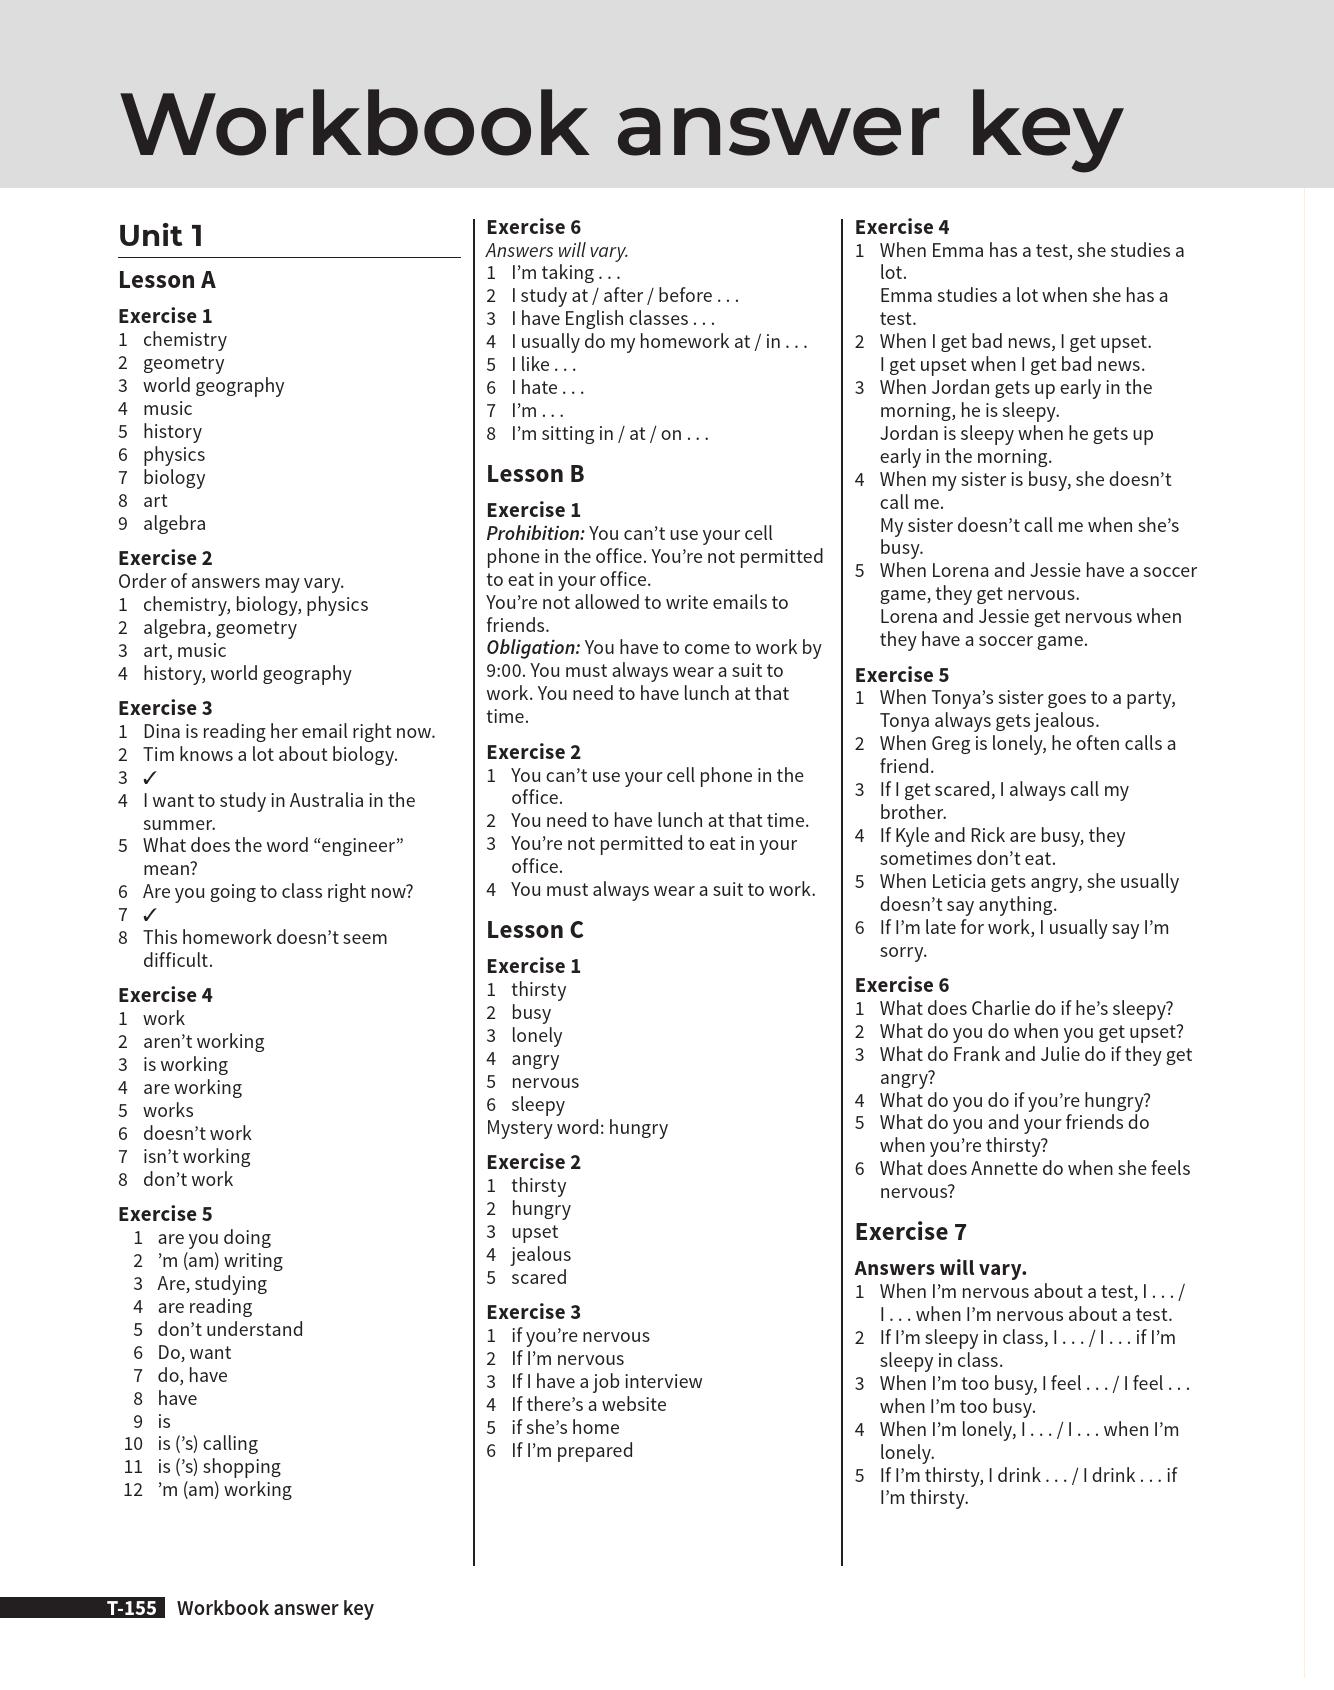 Workbook answer key
Unit 1
Lesson A
Exercise 1
1 chemistry
2 geometry
3 world geography
4 music
5 history
6 physics
7 biology
8 art
9 algebra
Exercise 2
Order of answers may vary.
1 chemistry, biology, physics
2 algebra, geometry
3 art, music
4 history, world geography
Exercise 3
1 Dina is reading her email right now.
2 Tim knows a lot about biology.
3 ✓
4 I want to study in Australia in the
summer.
5 What does the word “engineer”
mean?
6 Are you going to class right now?
7 ✓
8 This homework doesn’t seem
difficult.
Exercise 4
1 work
2 aren’t working
3 is working
4 are working
5 works
6 doesn’t work
7 isn’t working
8 don’t work
Exercise 5
1 are you doing
2 ’m (am) writing
3 Are, studying
4 are reading
5 don’t understand
6 Do, want
7 do, have
8 have
9 is
10 is (’s) calling
11 is (’s) shopping
12 ’m (am) working
Exercise 6
Answers will vary.
1 I’m taking . . .
2 I study at / after / before . . .
3 I have English classes . . .
4 I usually do my homework at / in . . .
5 I like . . .
6 I hate . . .
7 I’m . . .
8 I’m sitting in / at / on . . .
Lesson B
Exercise 1
Prohibition: You can’t use your cell
phone in the office. You’re not permitted
to eat in your office.
You’re not allowed to write emails to
friends.
Obligation: You have to come to work by
9:00. You must always wear a suit to
work. You need to have lunch at that
time.
Exercise 2
1 You can’t use your cell phone in the
office.
2 You need to have lunch at that time.
3 You’re not permitted to eat in your
office.
4 You must always wear a suit to work.
Lesson C
Exercise 1
1 thirsty
2 busy
3 lonely
4 angry
5 nervous
6 sleepy
Mystery word: hungry
Exercise 2
1 thirsty
2 hungry
3 upset
4 jealous
5 scared
Exercise 3
1 if you’re nervous
2 If I’m nervous
3 If I have a job interview
4 If there’s a website
5 if she’s home
6 If I’m prepared
Exercise 4
1 When Emma has a test, she studies a
lot.
Emma studies a lot when she has a
test.
2 When I get bad news, I get upset.
I get upset when I get bad news.
3 When Jordan gets up early in the
morning, he is sleepy.
Jordan is sleepy when he gets up
early in the morning.
4 When my sister is busy, she doesn’t
call me.
My sister doesn’t call me when she’s
busy.
5 When Lorena and Jessie have a soccer
game, they get nervous.
Lorena and Jessie get nervous when
they have a soccer game.
Exercise 5
1 When Tonya’s sister goes to a party,
Tonya always gets jealous.
2 When Greg is lonely, he often calls a
friend.
3 If I get scared, I always call my
brother.
4 If Kyle and Rick are busy, they
sometimes don’t eat.
5 When Leticia gets angry, she usually
doesn’t say anything.
6 If I’m late for work, I usually say I’m
sorry.
Exercise 6
1 What does Charlie do if he’s sleepy?
2 What do you do when you get upset?
3 What do Frank and Julie do if they get
angry?
4 What do you do if you’re hungry?
5 What do you and your friends do
when you’re thirsty?
6 What does Annette do when she feels
nervous?
Exercise 7
Answers will vary.
1 When I’m nervous about a test, I . . . /
I . . . when I’m nervous about a test.
2 If I’m sleepy in class, I . . . / I . . . if I’m
sleepy in class.
3 When I’m too busy, I feel . . . / I feel . . .
when I’m too busy.
4 When I’m lonely, I . . . / I . . . when I’m
lonely.
5 If I’m thirsty, I drink . . . / I drink . . . if
I’m thirsty.
T-155 Workbook answer key